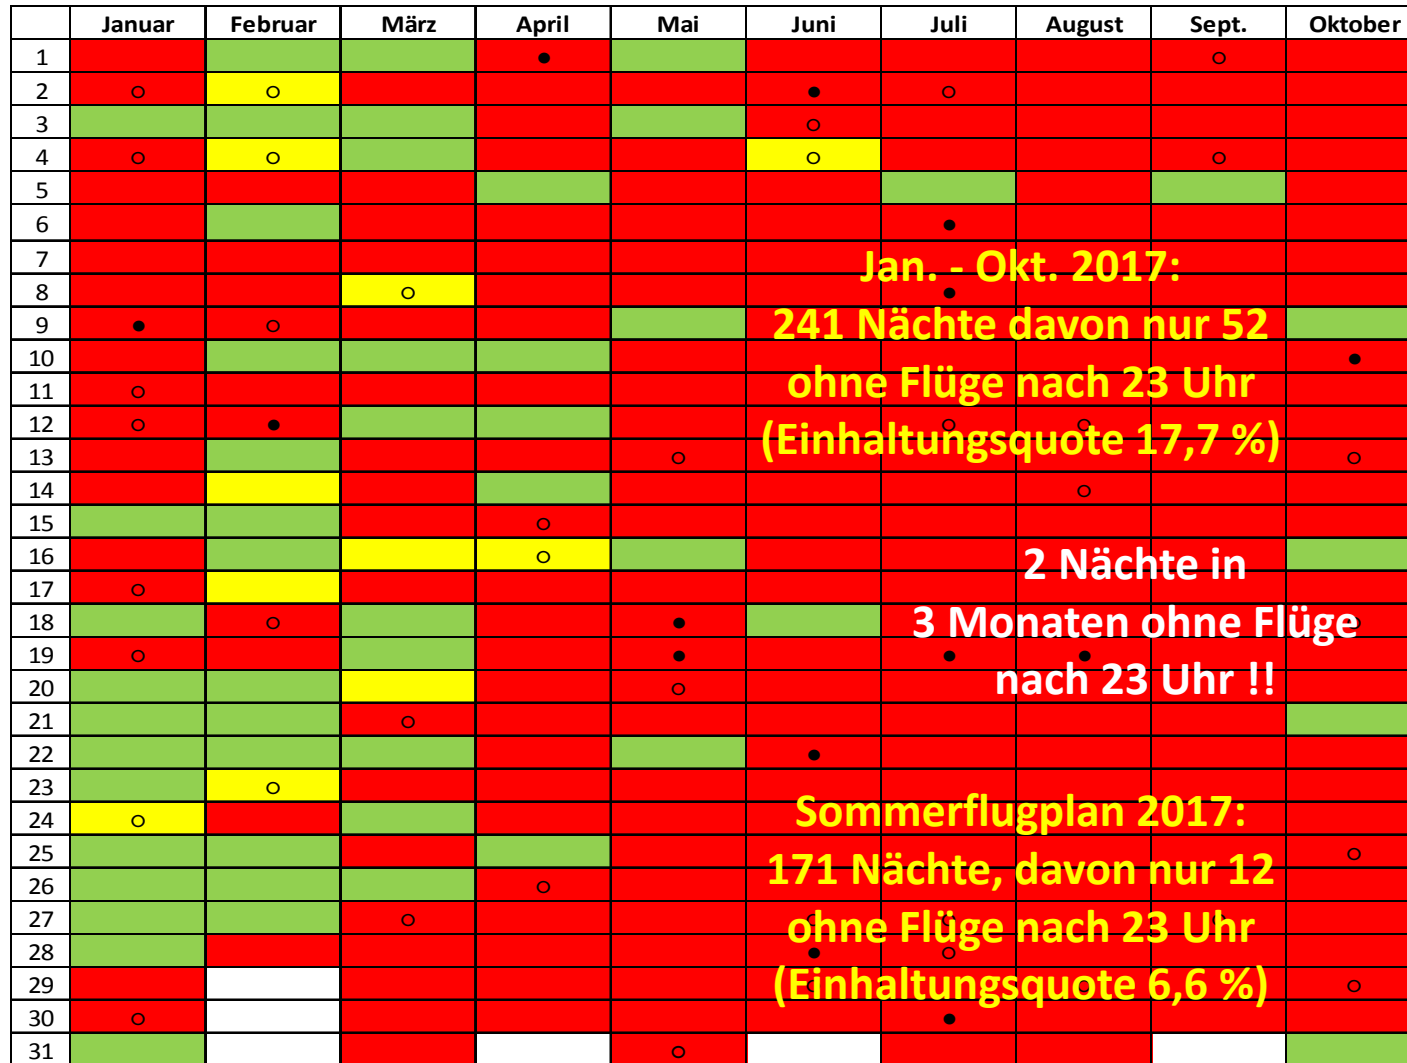 Januar Februar März April Mai Juni Juli August Sept. Oktober
1
2
3
4
5
6
7
8
9
10
11
12
13
14
15
16
17
18
19
20
21
22
23
24
25
26
27
28
29
30
31
Jan. - Okt. 2017:
241 Nächte davon nur 52
ohne Flüge nach 23 Uhr
(Einhaltungsquote 17,7 %)
2 Nächte in
3 Monaten ohne Flüge
nach 23 Uhr !!
Sommerflugplan 2017:
171 Nächte, davon nur 12
ohne Flüge nach 23 Uhr
(Einhaltungsquote 6,6 %)